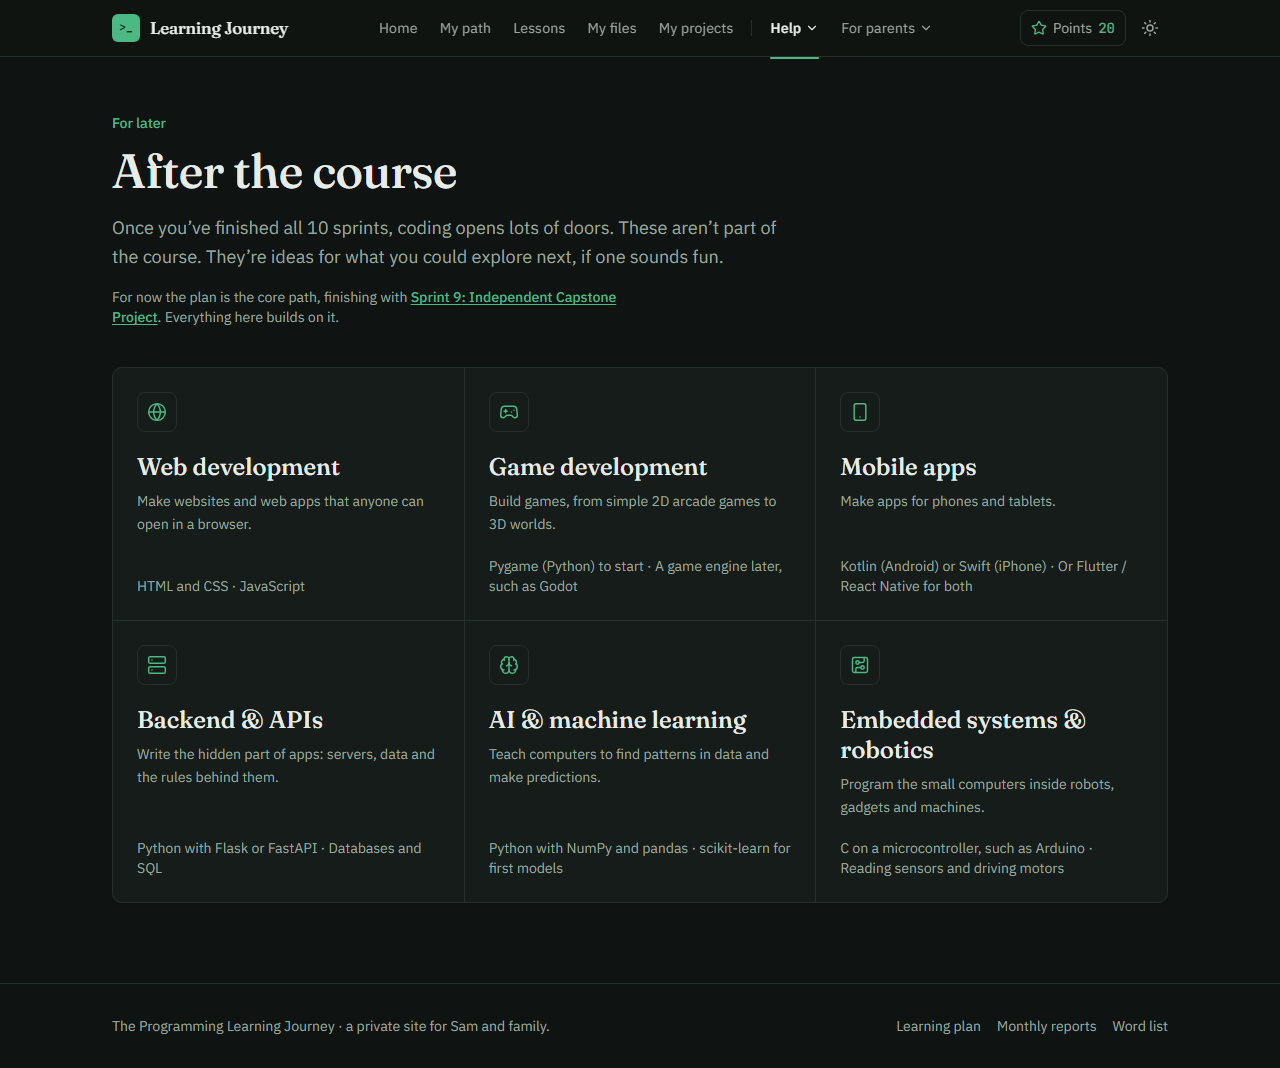 >_ Learning Journey
Home My path Lessons My files My projects Help For parents Points 20
For later
After the course
Once you’ve finished all 10 sprints, coding opens lots of doors. These aren’t part of
the course. They’re ideas for what you could explore next, if one sounds fun.
For now the plan is the core path, finishing with Sprint 9: Independent Capstone
Project. Everything here builds on it.
Web development
Make websites and web apps that anyone can
open in a browser.
HTML and CSS · JavaScript
Game development
Build games, from simple 2D arcade games to
3D worlds.
Pygame (Python) to start · A game engine later,
such as Godot
Mobile apps
Make apps for phones and tablets.
Kotlin (Android) or Swift (iPhone) · Or Flutter /
React Native for both
Backend & APIs
Write the hidden part of apps: servers, data and
the rules behind them.
Python with Flask or FastAPI · Databases and
SQL
AI & machine learning
Teach computers to find patterns in data and
make predictions.
Python with NumPy and pandas · scikit-learn for
first models
Embedded systems &
robotics
Program the small computers inside robots,
gadgets and machines.
C on a microcontroller, such as Arduino ·
Reading sensors and driving motors
The Programming Learning Journey · a private site for Sam and family.
Learning plan Monthly reports Word list